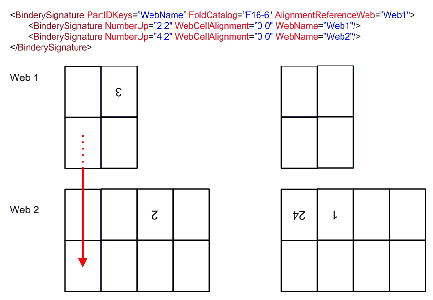 <BinderySignature PartIDKeys="WebName" FoldCatalog="F16-6" AlignmentReferenceWeb="Web1">
<BinderySignature NumberUp="2 2" WebCellAlignment="0 0" WebName="Web1"/>
<BinderySignature NumberUp="4 2" WebCellAlignment="0 0" WebName="Web2"/>
</BinderySignature>
Web 1
3
Web 2
2
24
1